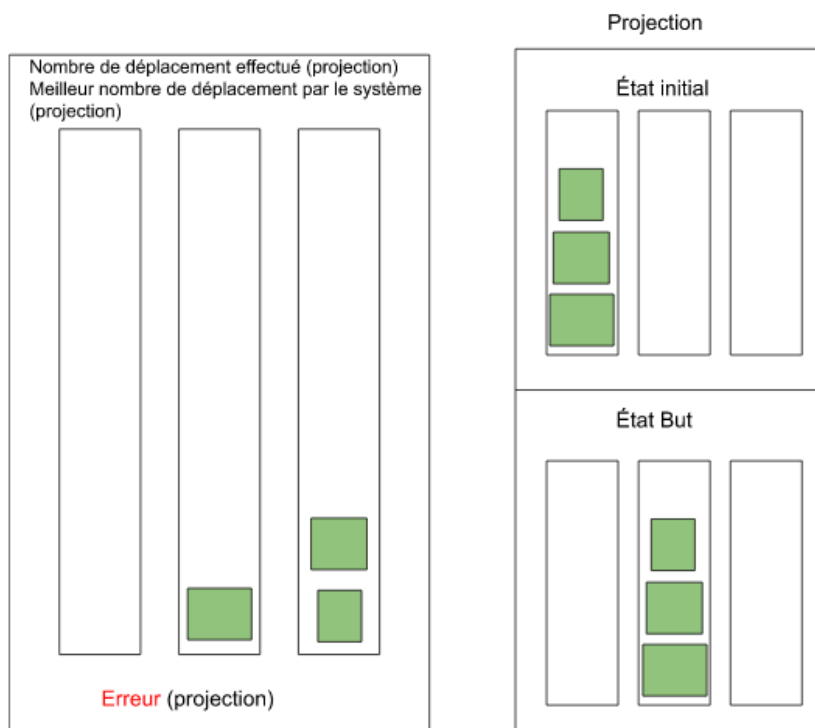 Nombre de déplacement effectué (projection)
Meilleur nombre de déplacement par le système
(projection)
Erreur (projection)
Projection
État initial
État But